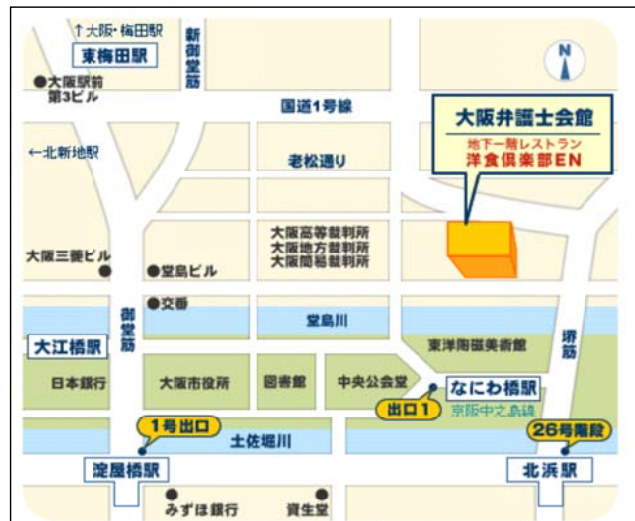 ↑大阪・梅田駅
東梅田駅
新御堂筋
N
●大阪駅前
第3ビル
国道1号線
大阪弁護士会館
地下一階レストラン
洋食倶楽部EN
←北新地駅
老松通り
大阪高等裁判所
大阪地方裁判所
大阪簡易裁判所
大阪三菱ビル
●堂島ビル
●交番
御堂筋
堂島川
堺筋
大江橋駅
東洋陶磁美術館
日本銀行
大阪市役所
図書館
中央公会堂
なにわ橋駅
出口1
京阪中之島線
1号出口
土佐堀川
26号階段
淀屋橋駅
北浜駅
みずほ銀行
資生堂